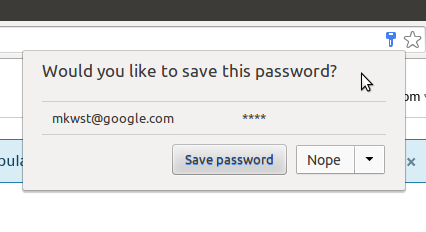 Would you like to save this password?
mkwst@google.com ****
Save password Nope